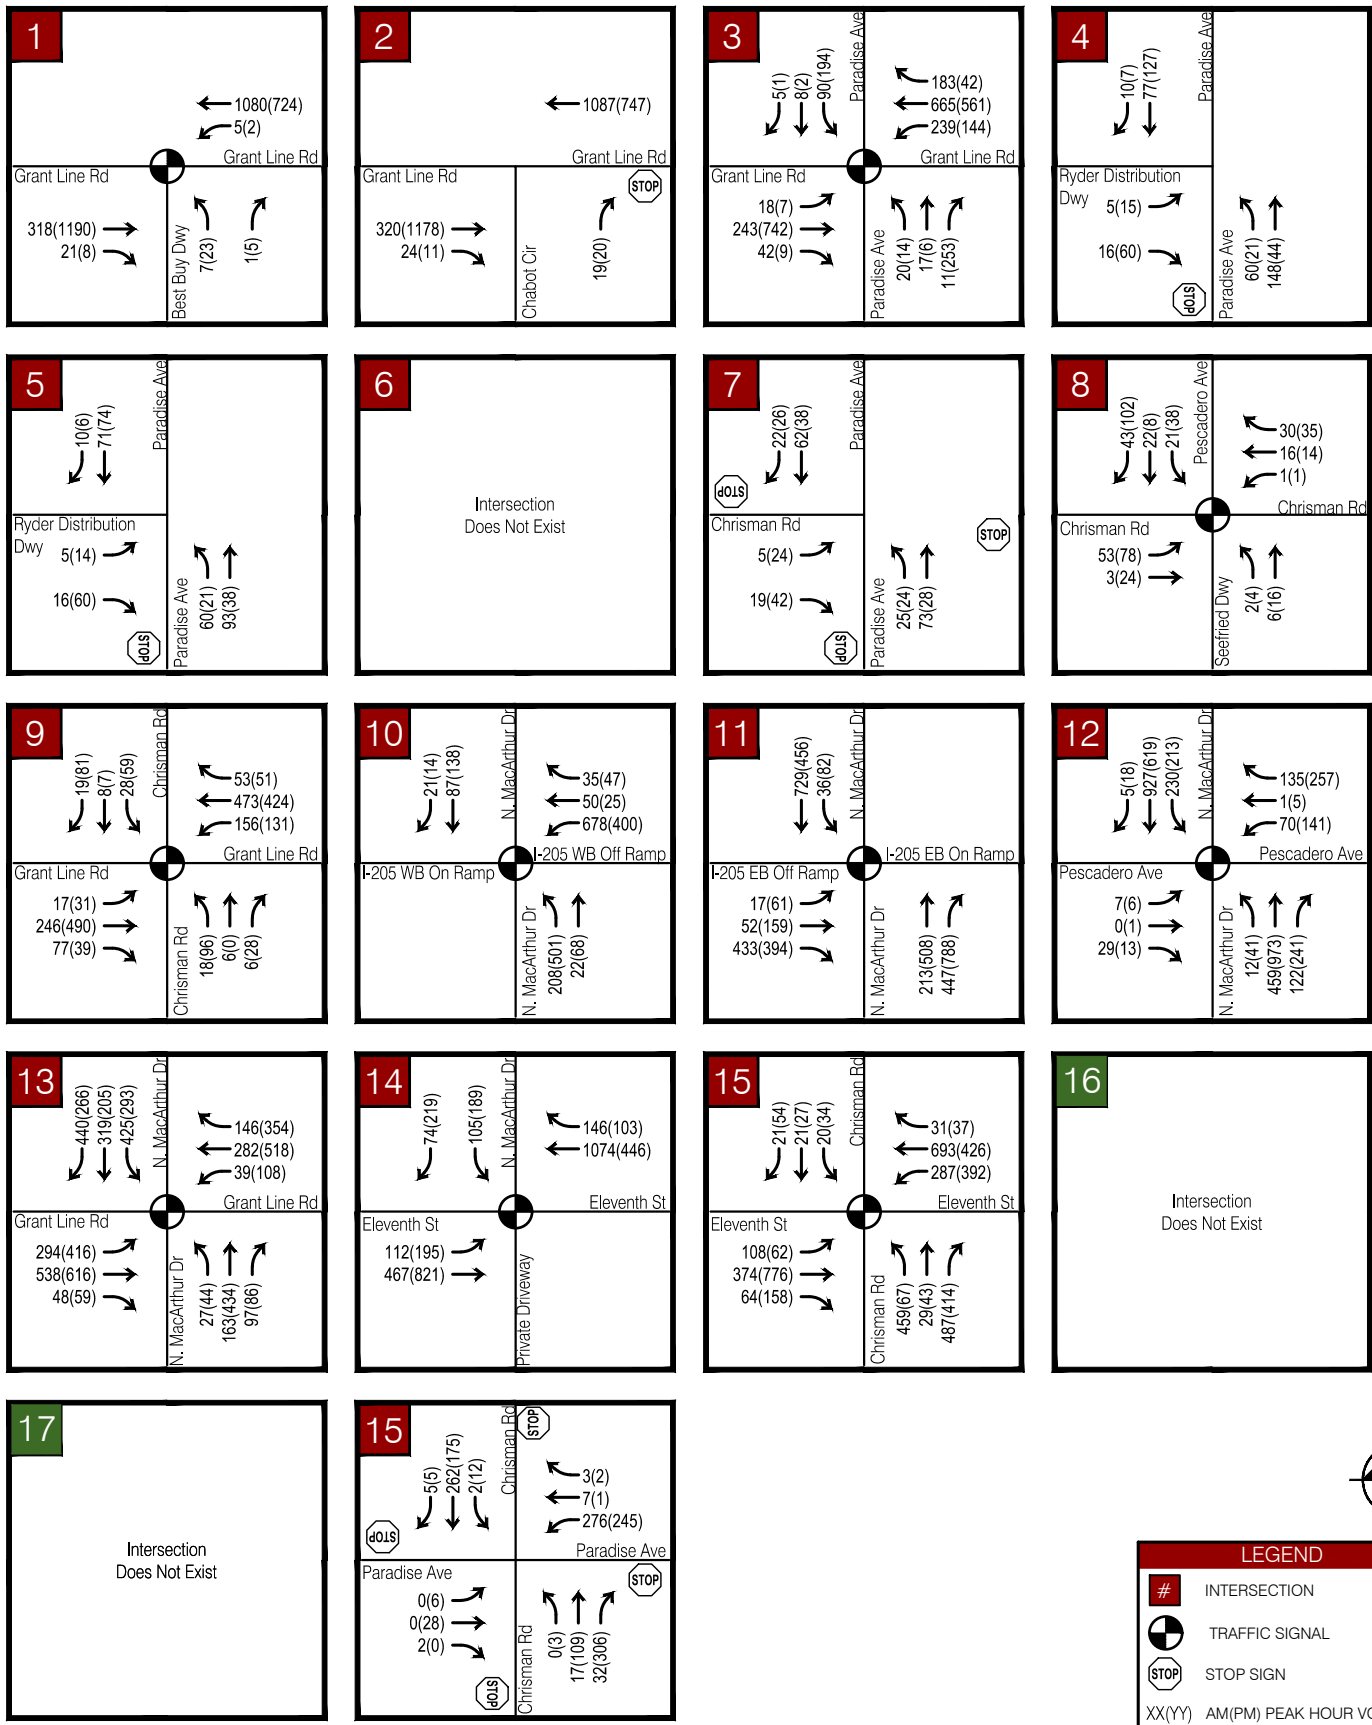 1
1080(724)
5(2)
Grant Line Rd
Grant Line Rd
318(1190)
21(8)
Best Buy Dwy
7(23)
1(5)
2
1087(747)
Grant Line Rd
Grant Line Rd
STOP
320(1178)
24(11)
Chabot Cir
19(20)
3
5(1)
8(2)
90(194)
Paradise Ave
183(42)
665(561)
239(144)
Grant Line Rd
Grant Line Rd
18(7)
243(742)
42(9)
Paradise Ave
20(14)
17(6)
11(253)
4
10(7)
77(127)
Paradise Ave
Ryder Distribution
Dwy
5(15)
16(60)
STOP
Paradise Ave
60(21)
148(44)
5
10(6)
71(74)
Paradise Ave
Ryder Distribution
Dwy
5(14)
16(60)
STOP
Paradise Ave
60(21)
93(38)
6
Intersection
Does Not Exist
7
22(26)
62(38)
Paradise Ave
STOP
Chrisman Rd
STOP
5(24)
19(42)
STOP
Paradise Ave
25(24)
73(28)
8
43(102)
22(8)
21(38)
Pescadero Ave
30(35)
16(14)
1(1)
Chrisman Rd
Chrisman Rd
53(78)
3(24)
Seefried Dwy
2(4)
6(16)
9
19(81)
8(7)
28(59)
Chrisman Rd
53(51)
473(424)
156(131)
Grant Line Rd
Grant Line Rd
17(31)
246(490)
77(39)
Chrisman Rd
18(96)
6(0)
6(28)
10
21(14)
87(138)
N. MacArthur Dr
35(47)
50(25)
678(400)
I-205 WB Off Ramp
I-205 WB On Ramp
N. MacArthur Dr
208(501)
22(68)
11
729(456)
36(82)
N. MacArthur Dr
I-205 EB On Ramp
I-205 EB Off Ramp
17(61)
52(159)
433(394)
N. MacArthur Dr
213(508)
447(788)
12
5(18)
927(619)
230(213)
N. MacArthur Dr
135(257)
1(5)
70(141)
Pescadero Ave
Pescadero Ave
7(6)
0(1)
29(13)
N. MacArthur Dr
12(41)
459(973)
122(241)
13
440(266)
319(205)
425(293)
N. MacArthur Dr
146(354)
282(518)
39(108)
Grant Line Rd
Grant Line Rd
294(416)
538(616)
48(59)
N. MacArthur Dr
27(44)
163(434)
97(86)
14
74(219)
105(189)
N. MacArthur Dr
146(103)
1074(446)
Eleventh St
Eleventh St
112(195)
467(821)
Private Driveway
15
21(54)
21(27)
20(34)
Chrisman Rd
31(37)
693(426)
287(392)
Eleventh St
Eleventh St
108(62)
374(776)
64(158)
Chrisman Rd
459(67)
29(43)
487(414)
16
Intersection
Does Not Exist
17
Intersection
Does Not Exist
15
5(5)
262(175)
2(12)
Chrisman Rd
STOP
3(2)
7(1)
276(245)
STOP
Paradise Ave
Paradise Ave
STOP
0(6)
0(28)
2(0)
STOP
Chrisman Rd
0(3)
17(109)
32(306)
LEGEND
# INTERSECTION
TRAFFIC SIGNAL
STOP STOP SIGN
XX(YY) AM(PM) PEAK HOUR